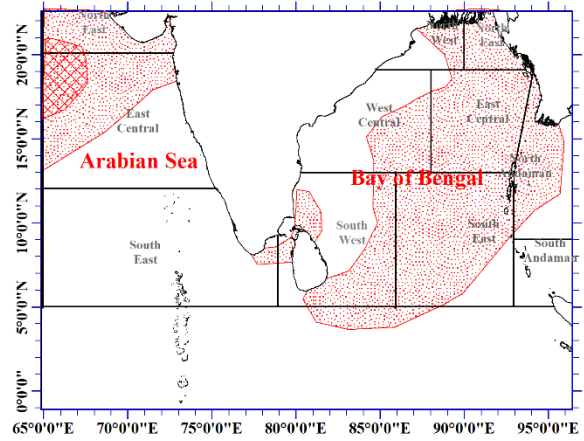 North
East
North
West
North
East
20°0'0"
East
Central
West
Central
East
Central
15°0'0"
Arabian Sea
Bay of Bengal
North
Andaman
10°0'0"
South
East
South
West
South
East
South
Andaman
5°0'0"
0°0'0"
65°0'0"E
70°0'0"E
75°0'0"E
80°0'0"E
85°0'0"E
90°0'0"E
95°0'0"E